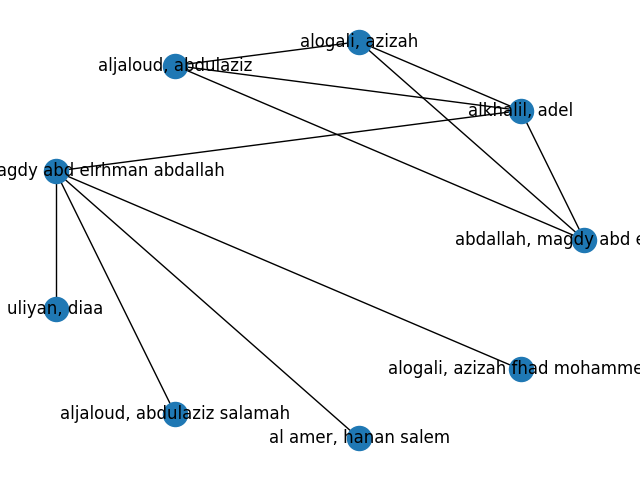 alogali, azizah
aljaloud, abdulaziz
alkhalil, adel
agdy abd elrhman abdallah
abdallah, magdy abd e
uliyan, diaa
alogali, azizah fhad mohamme
aljaloud, abdulaziz salamah
al amer, hanan salem